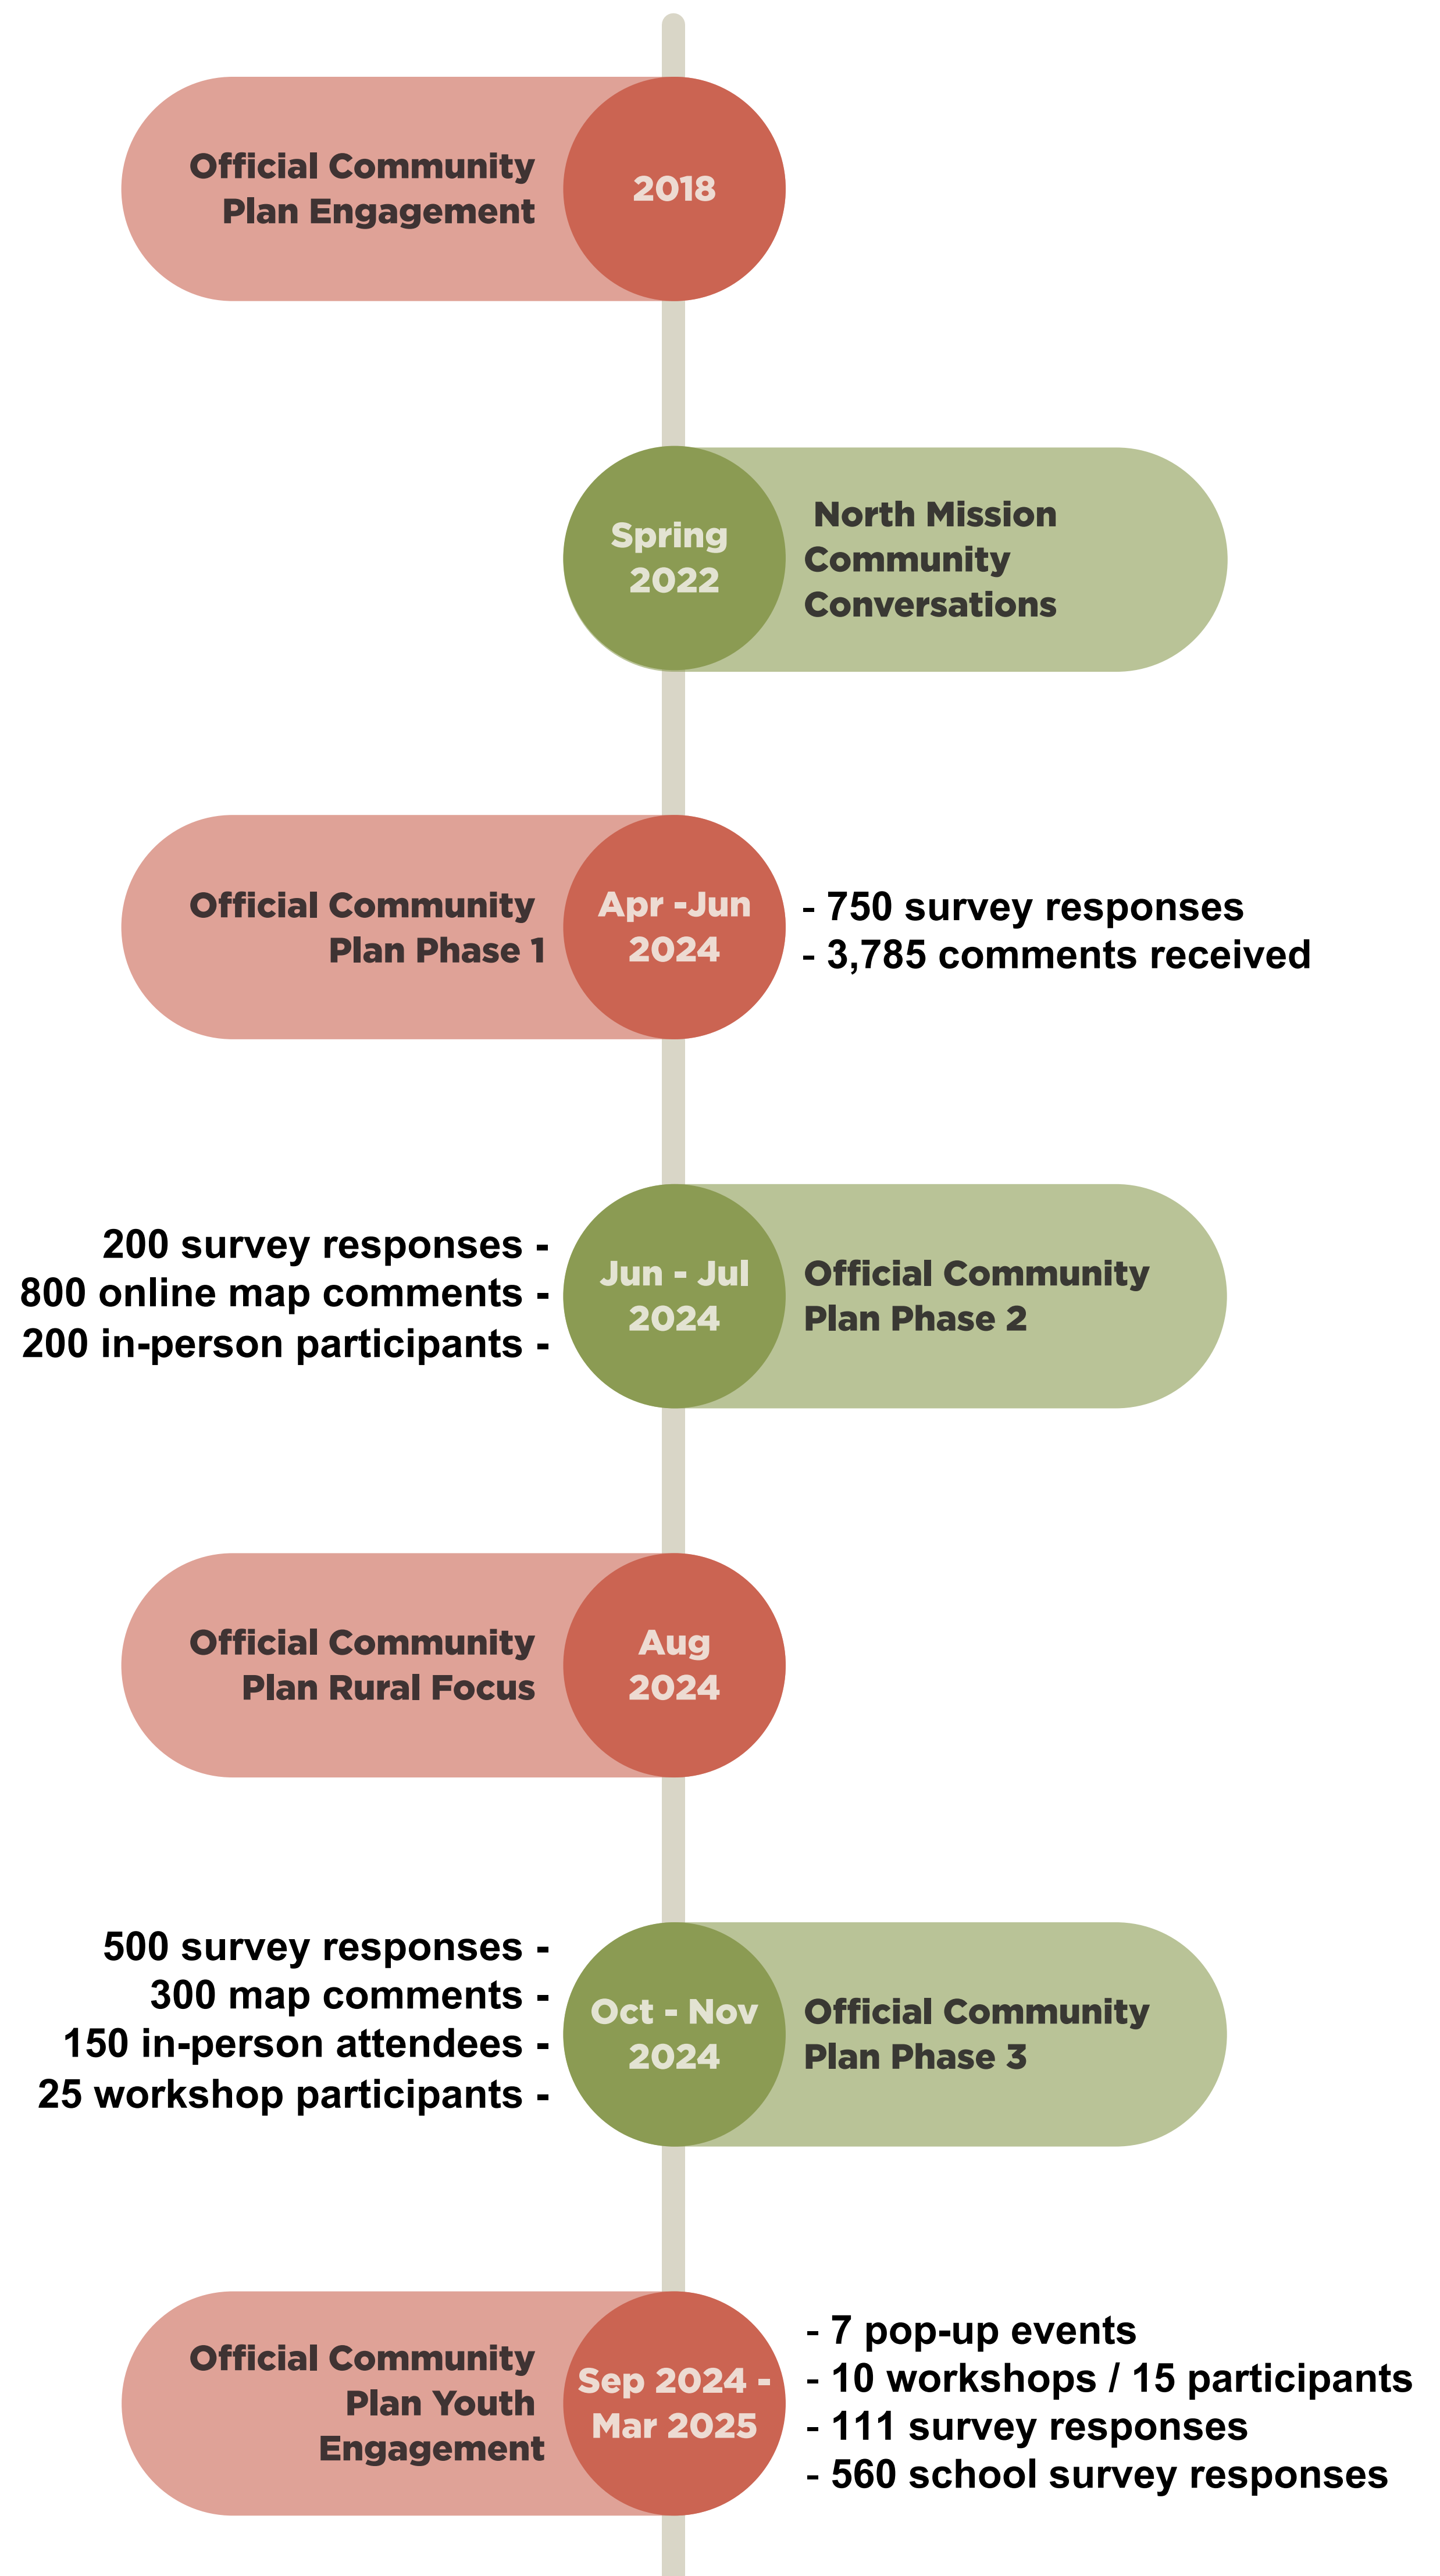 Official Community
Plan Engagement
2018
Spring
2022
North Mission
Community
Conversations
Official Community
Plan Phase 1
Apr -Jun
2024
- 750 survey responses
- 3,785 comments received
200 survey responses -
800 online map comments -
200 in-person participants -
Jun - Jul
2024
Official Community
Plan Phase 2
Official Community
Plan Rural Focus
Aug
2024
500 survey responses -
300 map comments -
150 in-person attendees -
25 workshop participants -
Oct - Nov
2024
Official Community
Plan Phase 3
Official Community
Plan Youth
Engagement
Sep 2024 -
Mar 2025
- 7 pop-up events
- 10 workshops / 15 participants
- 111 survey responses
- 560 school survey responses